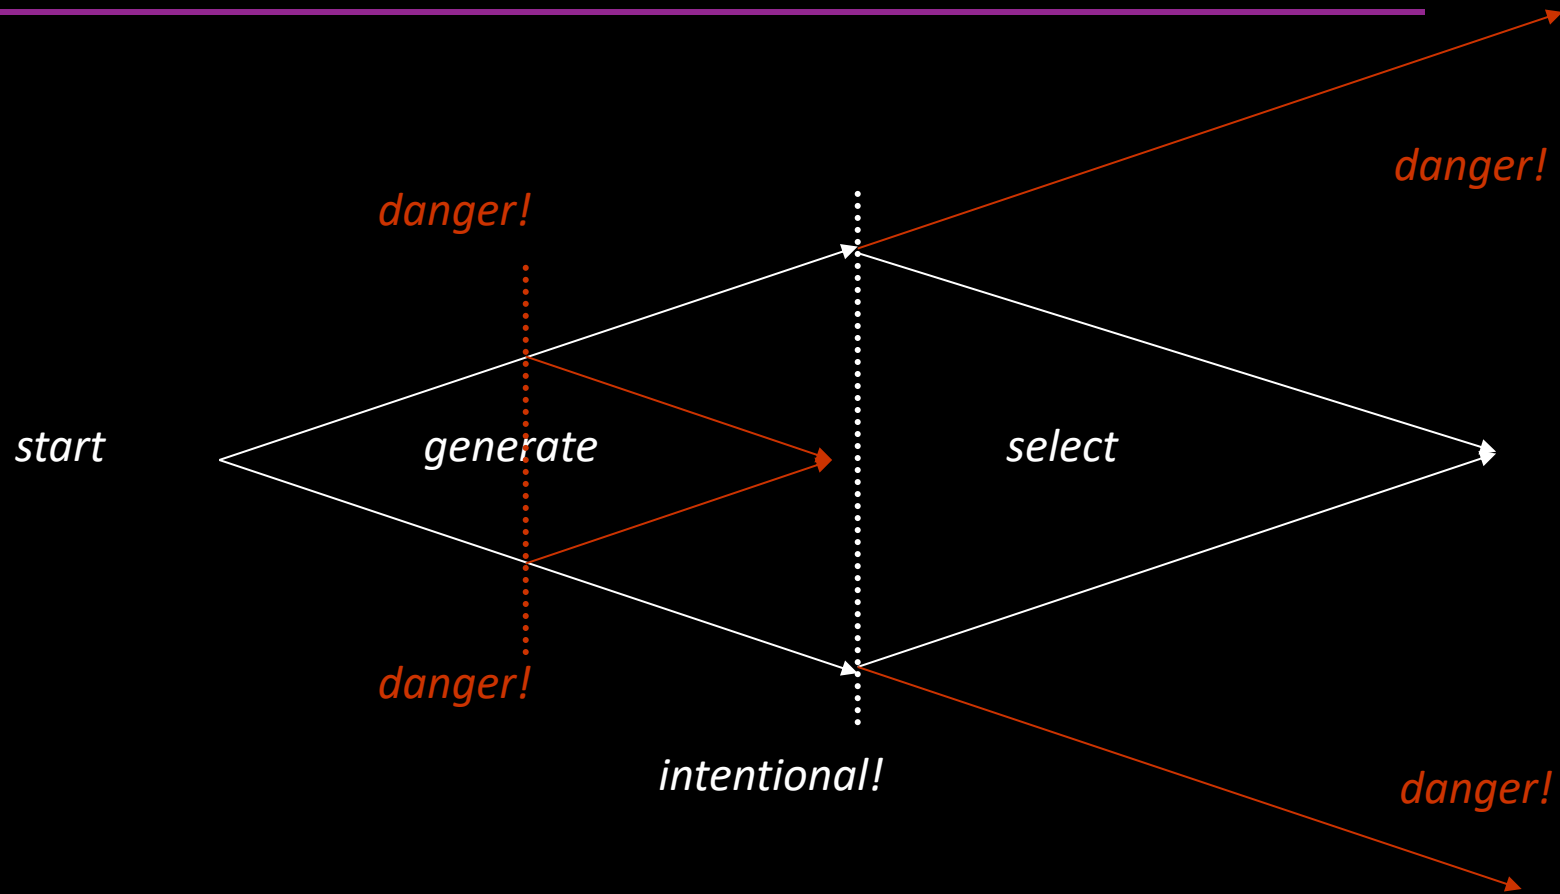 danger!
danger!
start
generate
select
danger!
intentional!
danger!